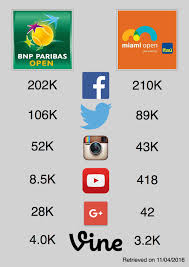 BNP PARIBAS
OPEN
miami open
Itaú
202K
210K
106K
89K
52K
43K
8.5K
418
28K
G+
42
4.0K
Vine
3.2K
Retrieved on 11/04/2016